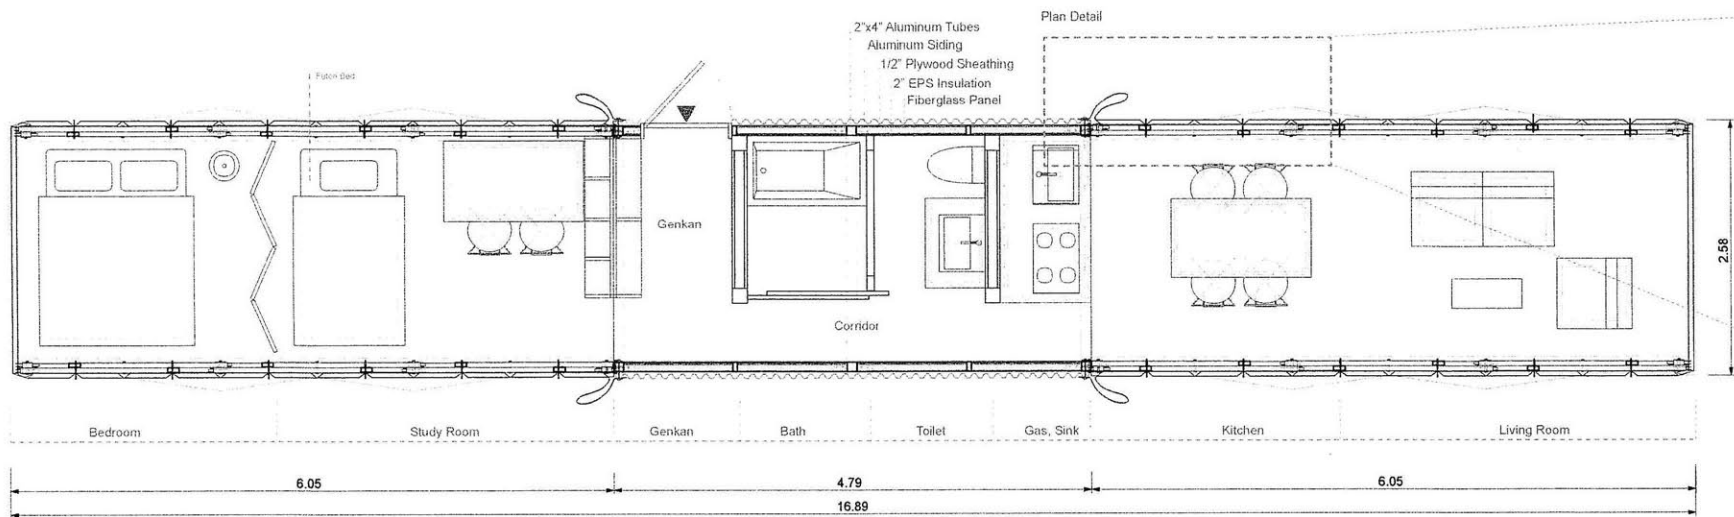 Plan Detail
2"x4" Aluminum Tubes
Aluminum Siding
1/2" Plywood Sheathing
2" EPS Insulation
Fiberglass Panel
Futon Bed
Genkan
Corridor
2.58
Bedroom
Study Room
Genkan
Bath
Toilet
Gas, Sink
Kitchen
Living Room
6.05
4.79
6.05
16.89